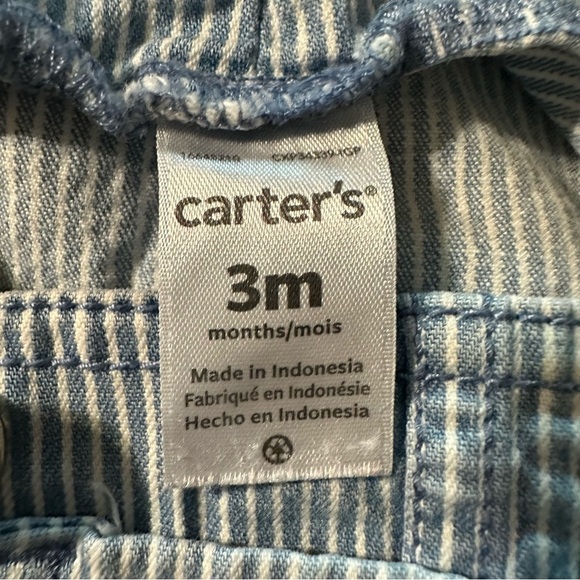 carter's®
3m
months/mois
Made in Indonesia
Fabriqué en Indonésie
Hecho en Indonesia